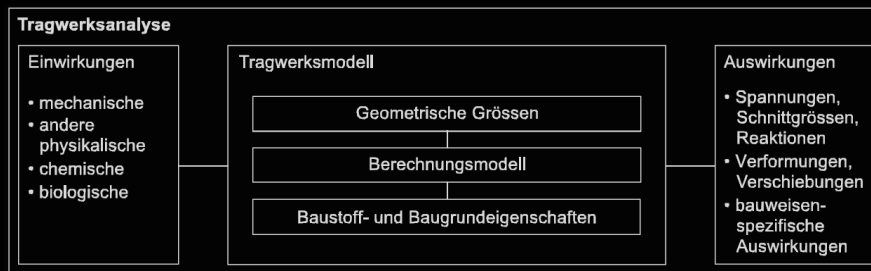 Tragwerksanalyse
Einwirkungen
• mechanische
• andere
physikalische
• chemische
• biologische
Tragwerksmodell
Geometrische Grössen
Berechnungsmodell
Baustoff- und Baugrundeigenschaften
Auswirkungen
• Spannungen,
Schnittgrössen,
Reaktionen
• Verformungen,
Verschiebungen
• bauweisen-
spezifische
Auswirkungen